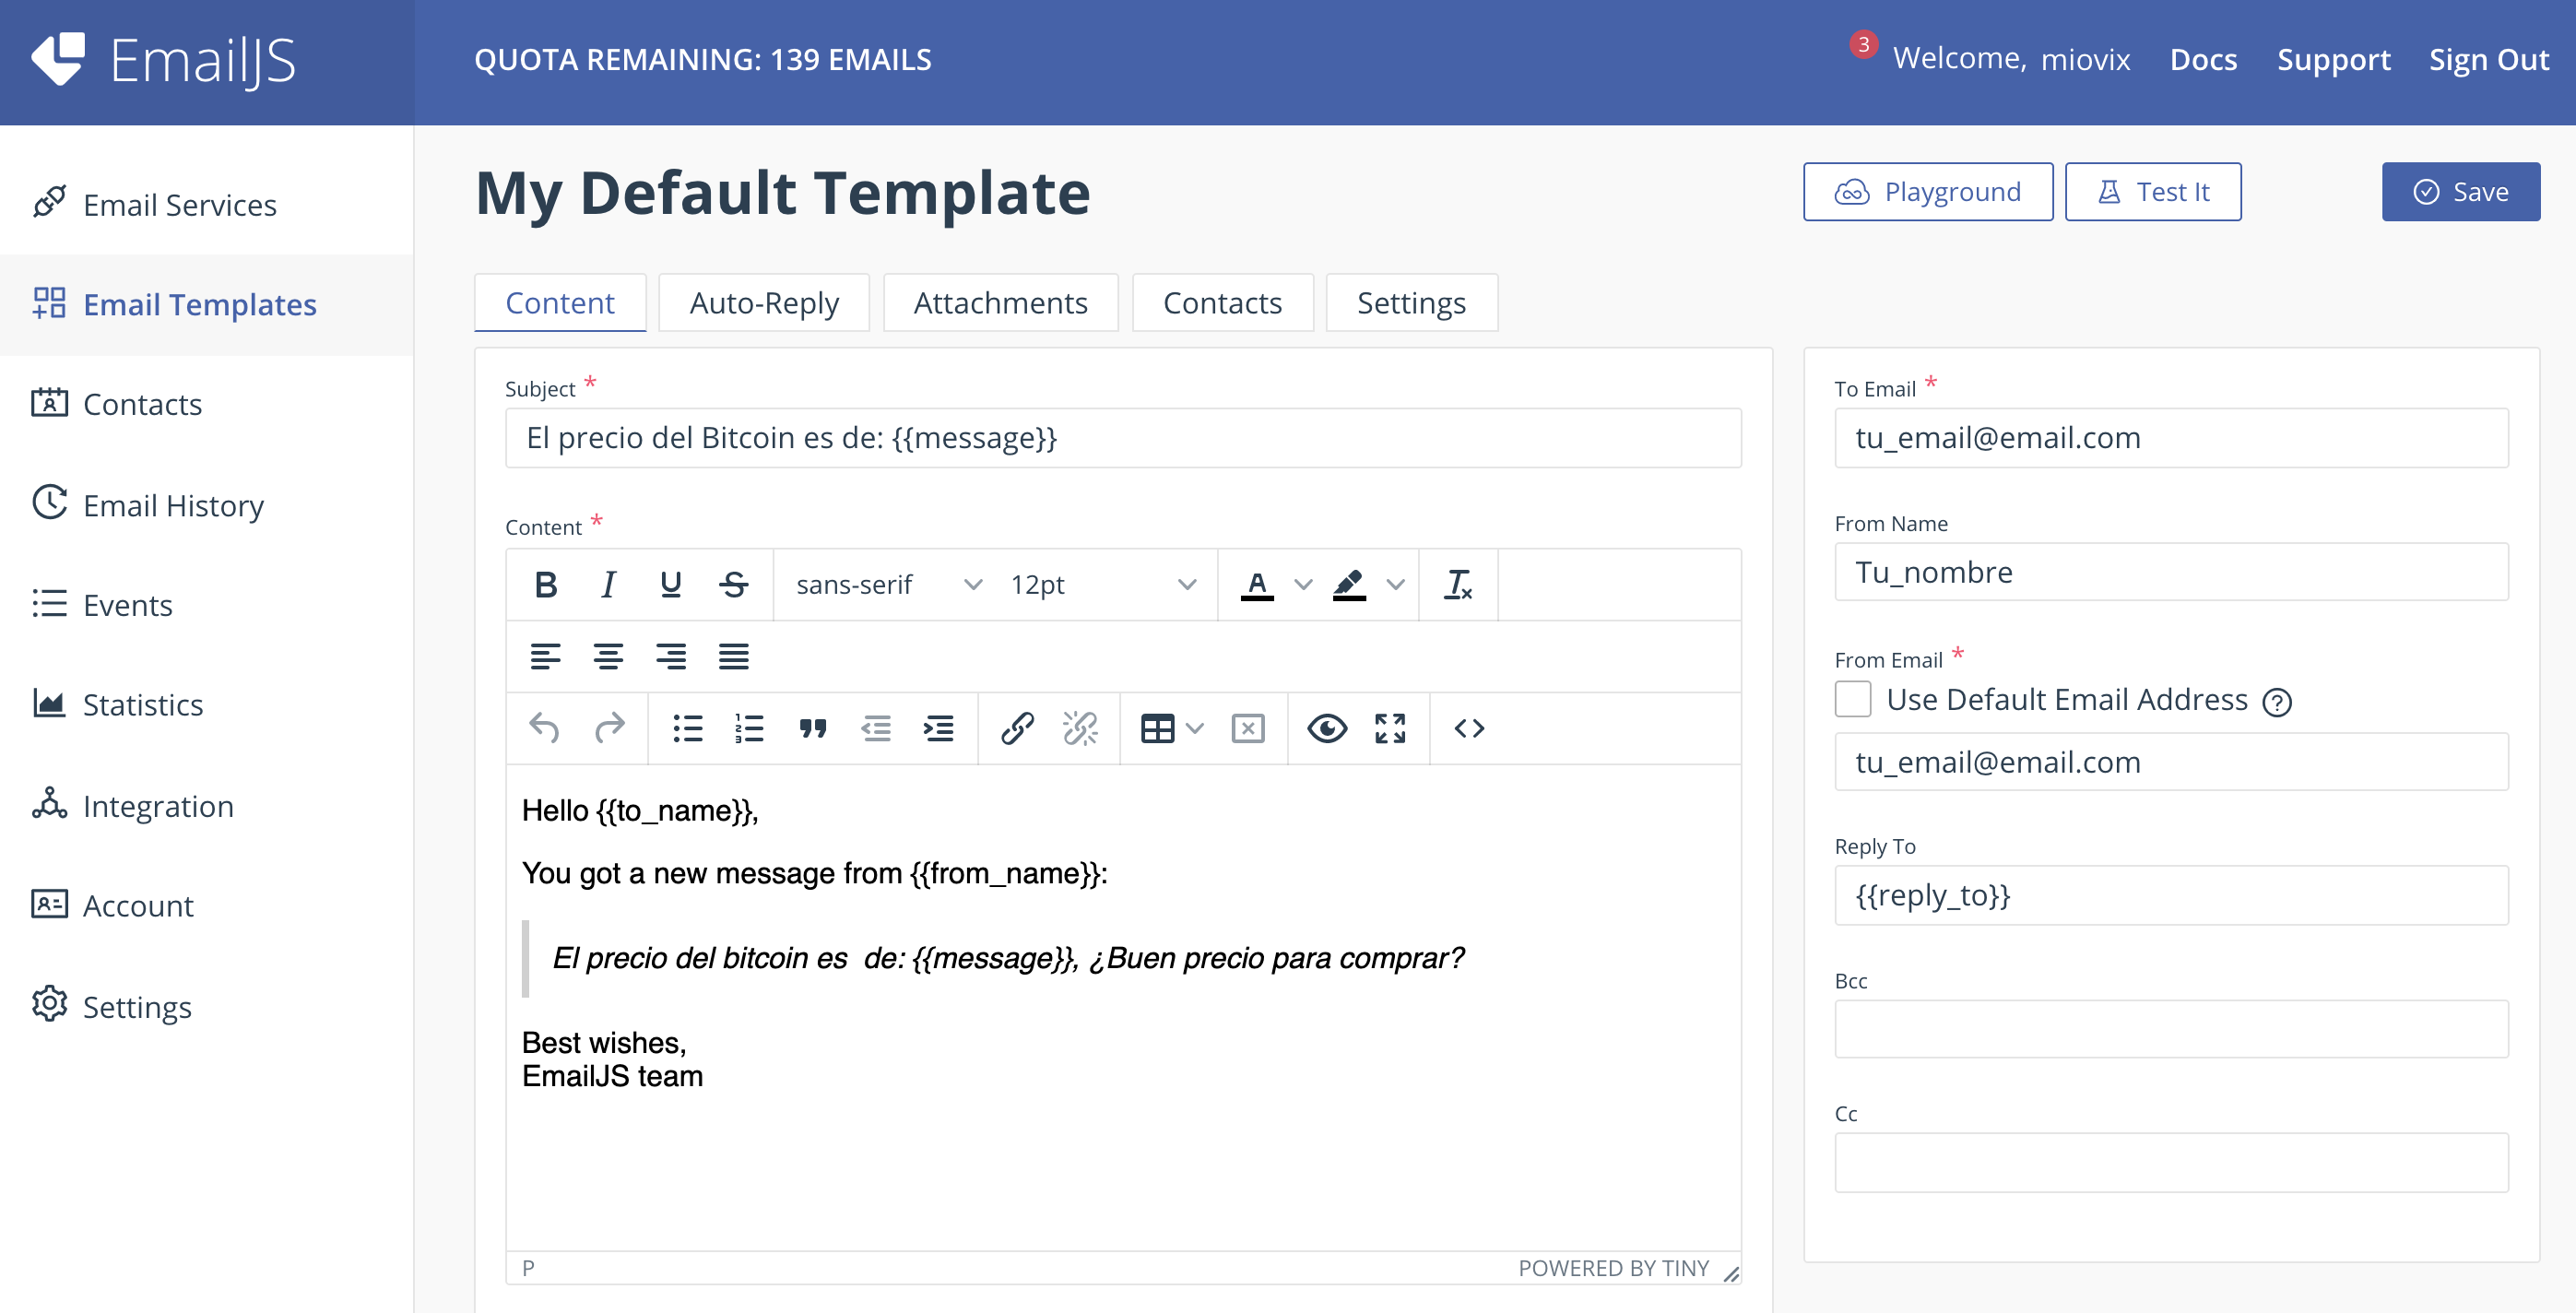 EmailJS
QUOTA REMAINING: 139 EMAILS
3
Welcome, miovix
Docs
Support
Sign Out
Email Services
Email Templates
Contacts
Email History
Events
Statistics
Integration
Account
Settings
My Default Template
Playground
Test It
Save
Content
Auto-Reply
Attachments
Contacts
Settings
Subject *
El precio del Bitcoin es de: {{message}}
Content *
B I U S sans-serif 12pt A
Hello {{to_name}},
You got a new message from {{from_name}}:
El precio del bitcoin es  de: {{message}}, ¿Buen precio para comprar?
Best wishes,
EmailJS team
P
POWERED BY TINY
To Email *
tu_email@email.com
From Name
Tu_nombre
From Email *
Use Default Email Address ?
tu_email@email.com
Reply To
{{reply_to}}
Bcc
Cc